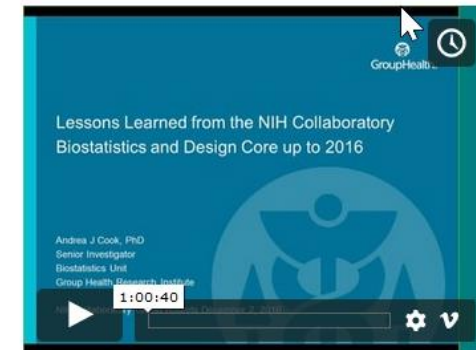 GroupHealth
Lessons Learned from the NIH Collaboratory
Biostatistics and Design Core up to 2016
Andrea J Cook, PhD
Senior Investigator
Biostatistics Unit
Group Health Research Institute
1:00:40